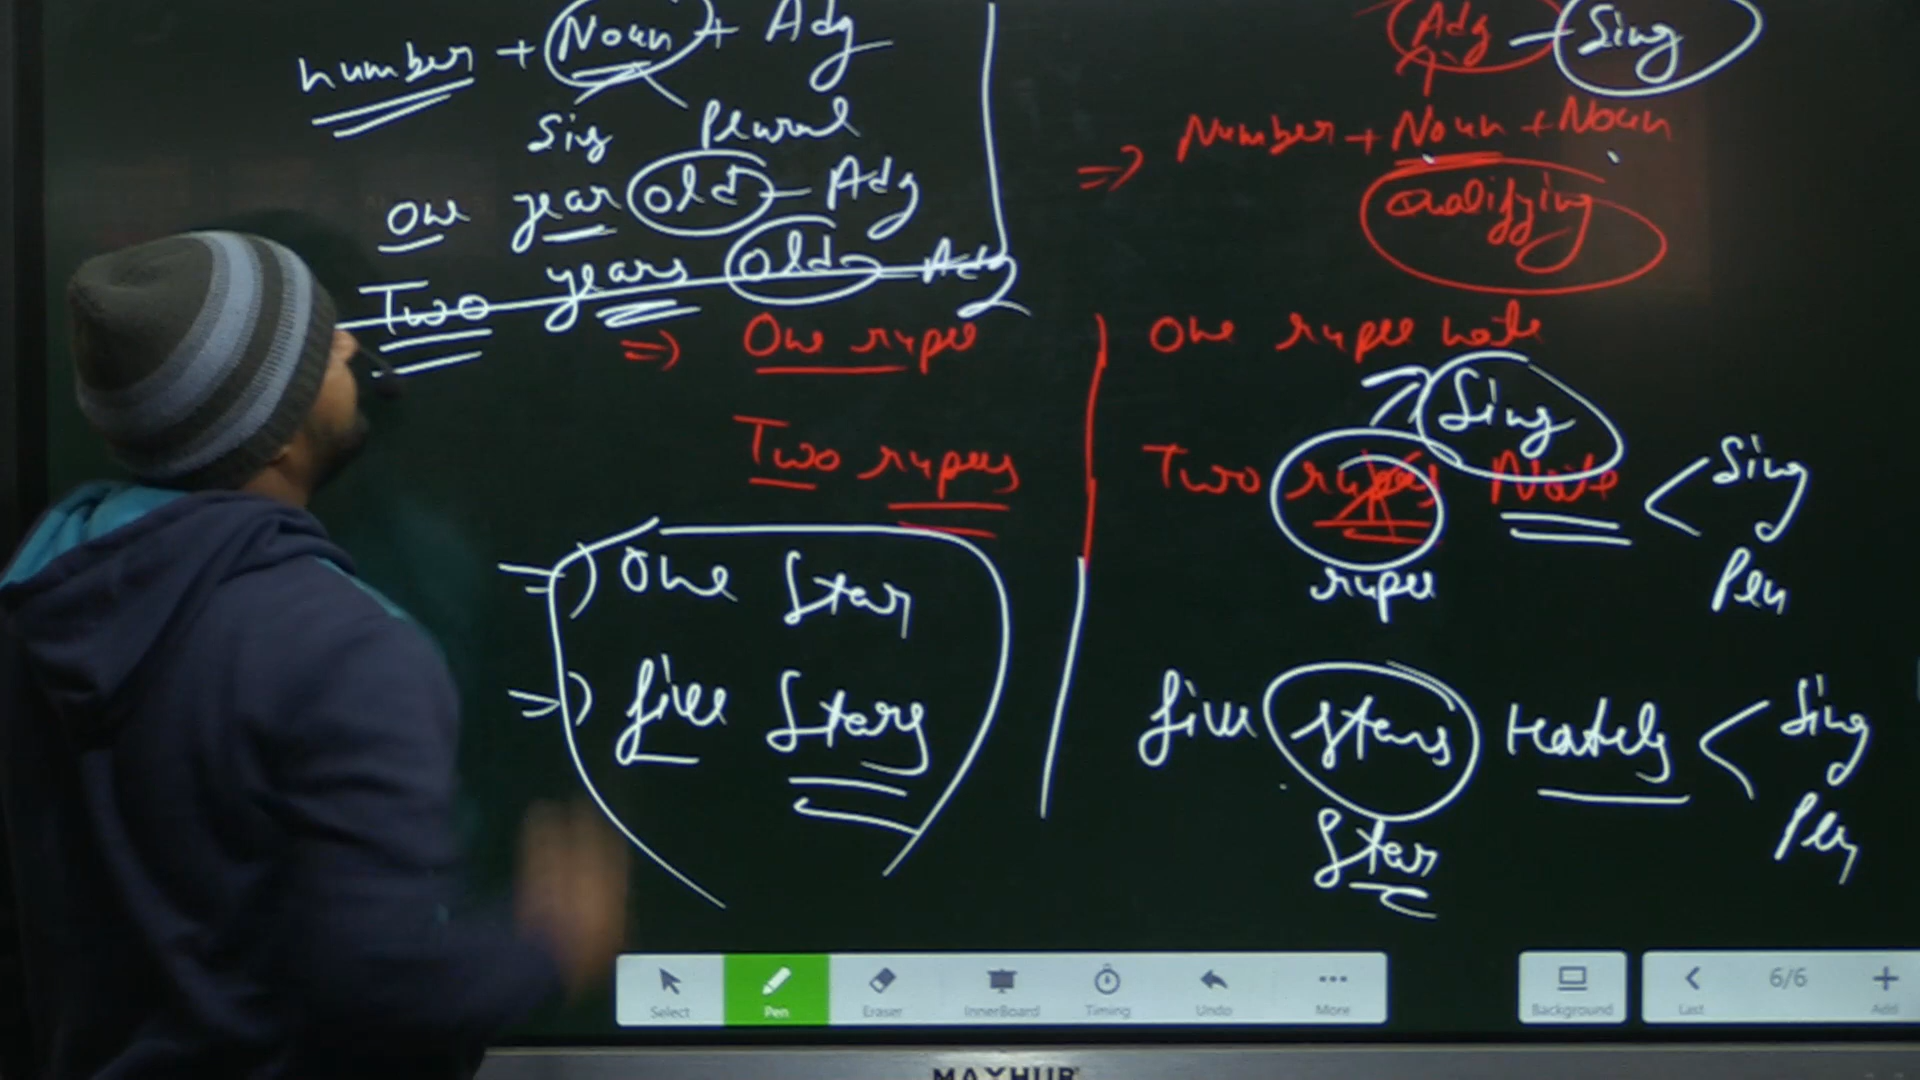 number + Noun + Adj
Sing Plural
One year old - Adj
Two years old - Adj
Adj - Sing
=> Number + Noun + Noun
Qualifying
=> One rupee
Two rupees
One rupee note
Sing
Two rupees Note
Sing
Plu
rupee
=> One Star
=> five Stars
five stars Hotels
Sing
Plu
Star
Select
Pen
Eraser
InnerBoard
Timing
Undo
More
Background
Last
6/6
Add
MAXHUB